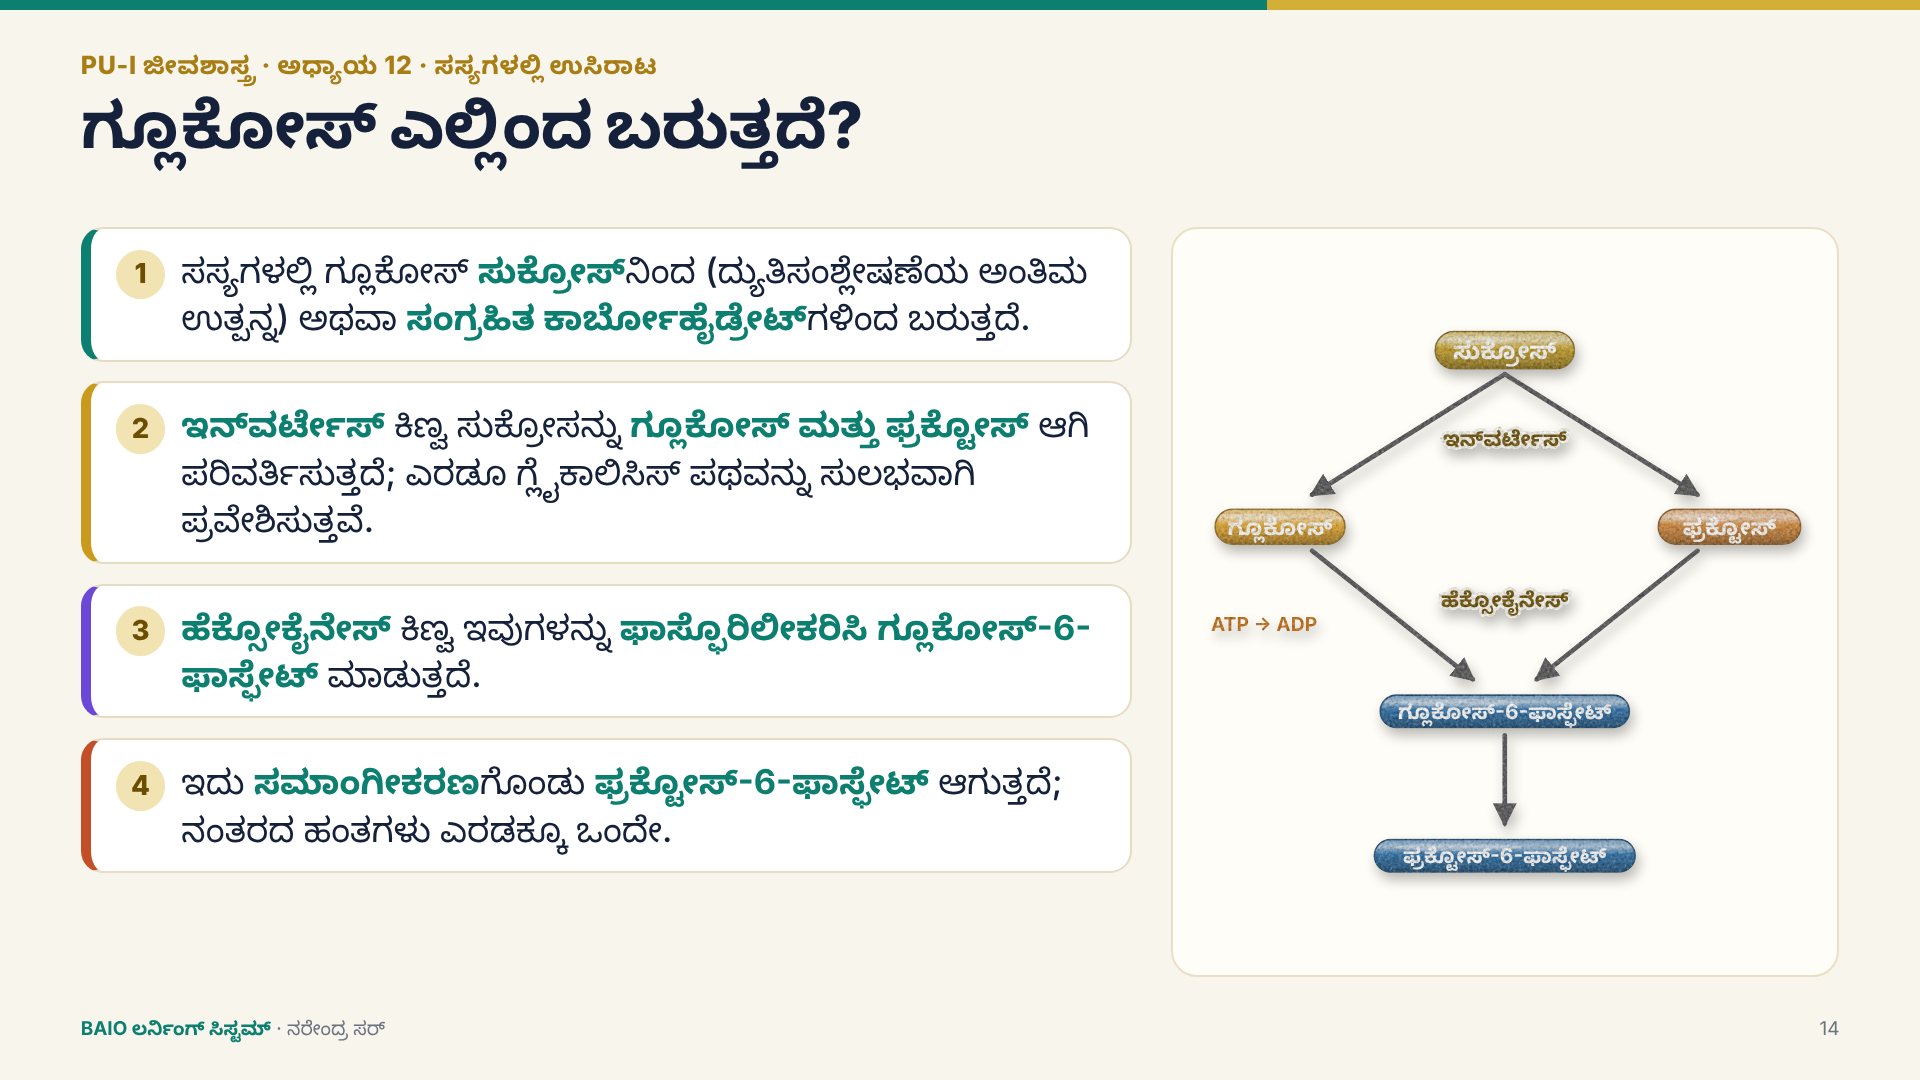 PU-I ಜೀವಶಾಸ್ತ್ರ · ಅಧ್ಯಾಯ 12 · ಸಸ್ಯಗಳಲ್ಲಿ ಉಸಿರಾಟ
ಗ್ಲೂಕೋಸ್ ಎಲ್ಲಿಂದ ಬರುತ್ತದೆ?
1 ಸಸ್ಯಗಳಲ್ಲಿ ಗ್ಲೂಕೋಸ್ ಸುಕ್ರೋಸ್‌ನಿಂದ (ದ್ಯುತಿಸಂಶ್ಲೇಷಣೆಯ ಅಂತಿಮ
ಉತ್ಪನ್ನ) ಅಥವಾ ಸಂಗ್ರಹಿತ ಕಾರ್ಬೋಹೈಡ್ರೇಟ್‌ಗಳಿಂದ ಬರುತ್ತದೆ.
2 ಇನ್‌ವರ್ಟೇಸ್ ಕಿಣ್ವ ಸುಕ್ರೋಸನ್ನು ಗ್ಲೂಕೋಸ್ ಮತ್ತು ಫ್ರಕ್ಟೋಸ್ ಆಗಿ
ಪರಿವರ್ತಿಸುತ್ತದೆ; ಎರಡೂ ಗ್ಲೈಕಾಲಿಸಿಸ್ ಪಥವನ್ನು ಸುಲಭವಾಗಿ
ಪ್ರವೇಶಿಸುತ್ತವೆ.
3 ಹೆಕ್ಸೋಕೈನೇಸ್ ಕಿಣ್ವ ಇವುಗಳನ್ನು ಫಾಸ್ಫೊರಿಲೀಕರಿಸಿ ಗ್ಲೂಕೋಸ್-6-
ಫಾಸ್ಫೇಟ್ ಮಾಡುತ್ತದೆ.
4 ಇದು ಸಮಾಂಗೀಕರಣಗೊಂಡು ಫ್ರಕ್ಟೋಸ್-6-ಫಾಸ್ಫೇಟ್ ಆಗುತ್ತದೆ;
ನಂತರದ ಹಂತಗಳು ಎರಡಕ್ಕೂ ಒಂದೇ.
ಸುಕ್ರೋಸ್
ಇನ್‌ವರ್ಟೇಸ್
ಗ್ಲೂಕೋಸ್
ಫ್ರಕ್ಟೋಸ್
ಹೆಕ್ಸೋಕೈನೇಸ್
ATP → ADP
ಗ್ಲೂಕೋಸ್-6-ಫಾಸ್ಫೇಟ್
ಫ್ರಕ್ಟೋಸ್-6-ಫಾಸ್ಫೇಟ್
BAIO ಲರ್ನಿಂಗ್ ಸಿಸ್ಟಮ್ · ನರೇಂದ್ರ ಸರ್
14